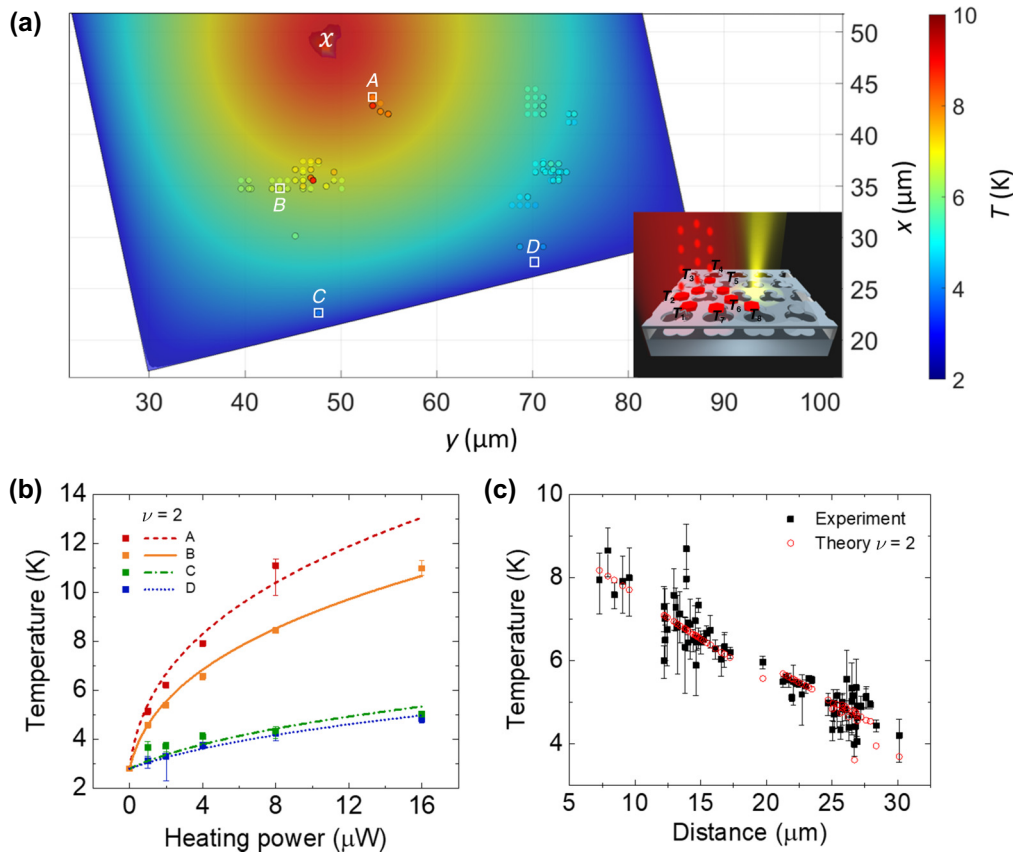 (a)
x
A
B
C
D
T₁
T₂
T₃
T₄
T₅
T₆
T₇
T₈
50
45
40
35
30
25
20
x (μm)
30
40
50
60
70
80
90
100
y (μm)
10
8
6
4
2
T (K)
(b)
14
12
10
8
6
4
2
Temperature (K)
ν = 2
A
B
C
D
0
4
8
12
16
Heating power (μW)
(c)
10
8
6
4
Temperature (K)
Experiment
Theory ν = 2
5
10
15
20
25
30
Distance (μm)